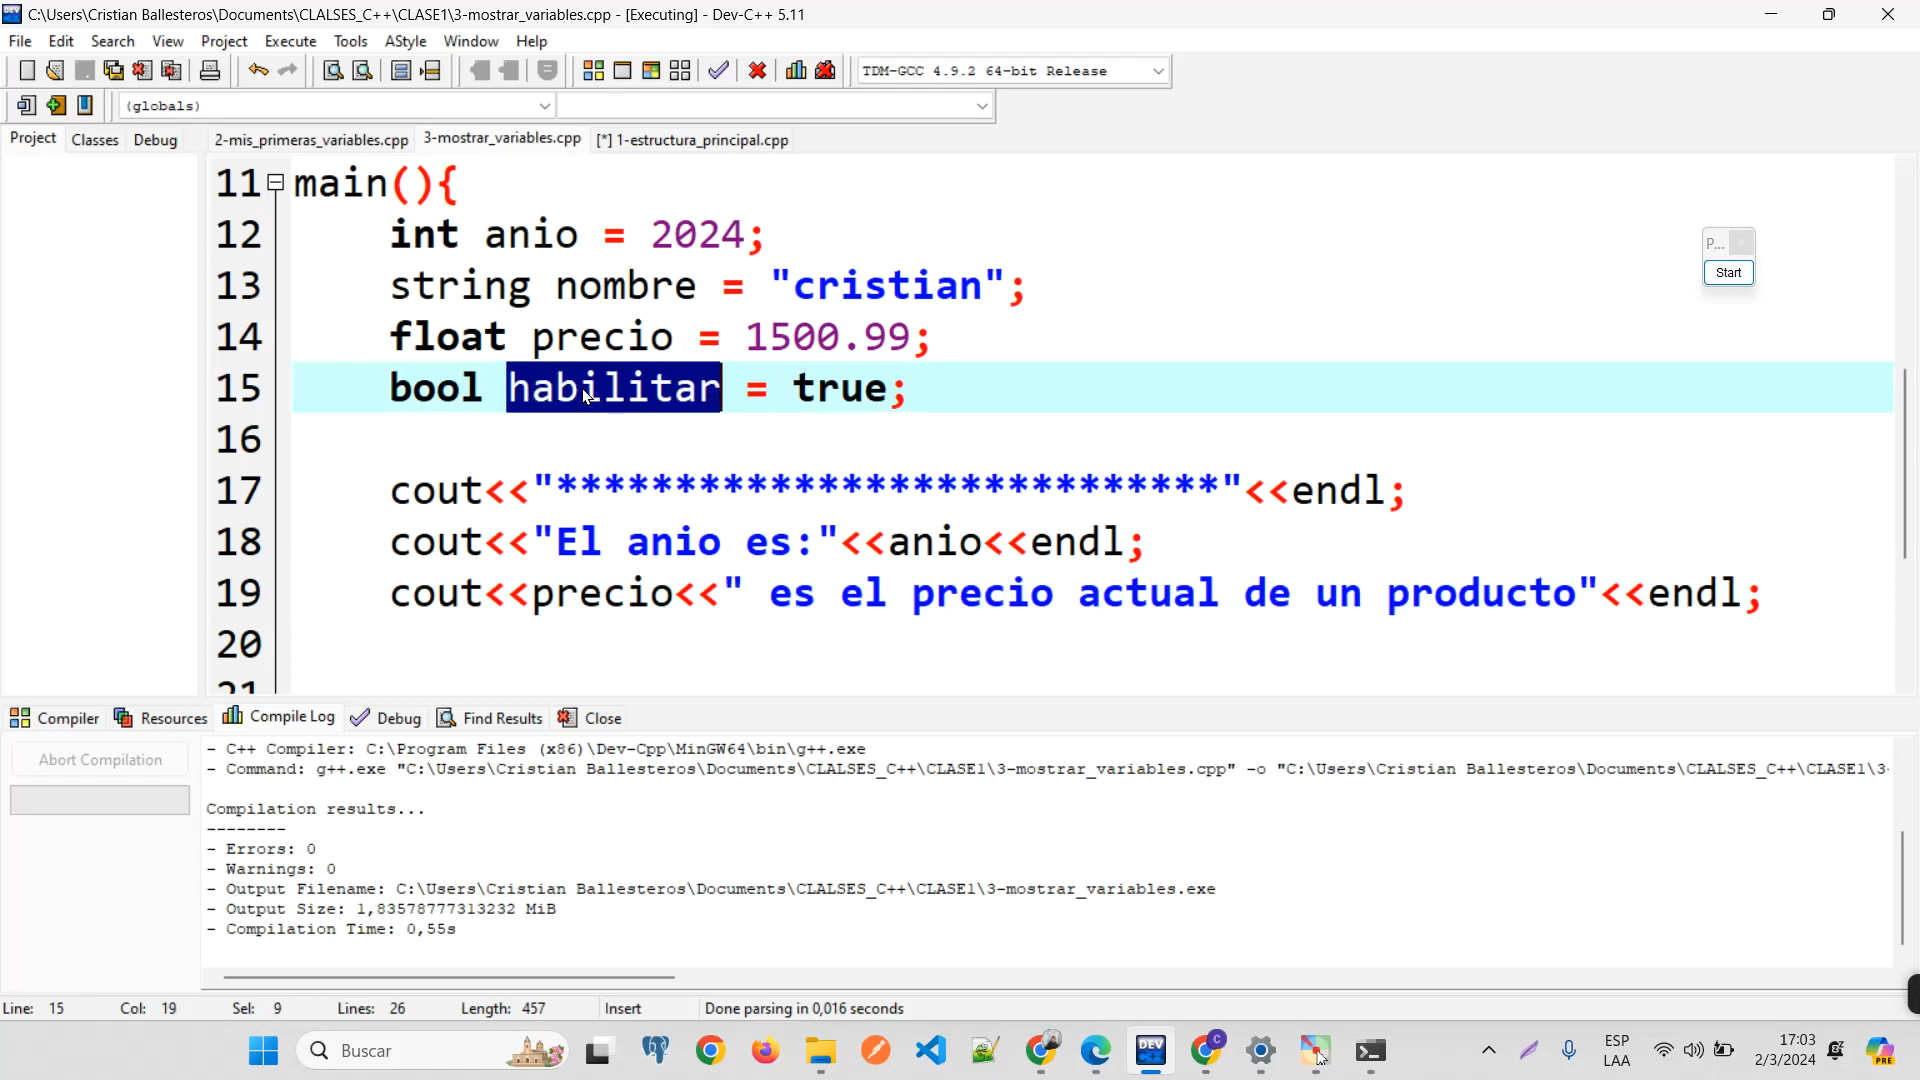 C:\Users\Cristian Ballesteros\Documents\CLALSES_C++\CLASE1\3-mostrar_variables.cpp - [Executing] - Dev-C++ 5.11
File Edit Search View Project Execute Tools AStyle Window Help
TDM-GCC 4.9.2 64-bit Release
(globals)
Project Classes Debug 2-mis_primeras_variables.cpp 3-mostrar_variables.cpp [*] 1-estructura_principal.cpp
11 main(){
12 int anio = 2024;
13 string nombre = "cristian";
14 float precio = 1500.99;
15 bool habilitar = true;
16
17 cout<<"****************************"<<endl;
18 cout<<"El anio es:"<<anio<<endl;
19 cout<<precio<<" es el precio actual de un producto"<<endl;
20
21
P...
Start
Compiler Resources Compile Log Debug Find Results Close
Abort Compilation
- C++ Compiler: C:\Program Files (x86)\Dev-Cpp\MinGW64\bin\g++.exe
- Command: g++.exe "C:\Users\Cristian Ballesteros\Documents\CLALSES_C++\CLASE1\3-mostrar_variables.cpp" -o "C:\Users\Cristian Ballesteros\Documents\CLALSES_C++\CLASE1\3-
Compilation results...
--------
- Errors: 0
- Warnings: 0
- Output Filename: C:\Users\Cristian Ballesteros\Documents\CLALSES_C++\CLASE1\3-mostrar_variables.exe
- Output Size: 1,83578777313232 MiB
- Compilation Time: 0,55s
Line: 15 Col: 19 Sel: 9 Lines: 26 Length: 457 Insert Done parsing in 0,016 seconds
Buscar
DEV C++
C
ESP
LAA
17:03
2/3/2024
PRE